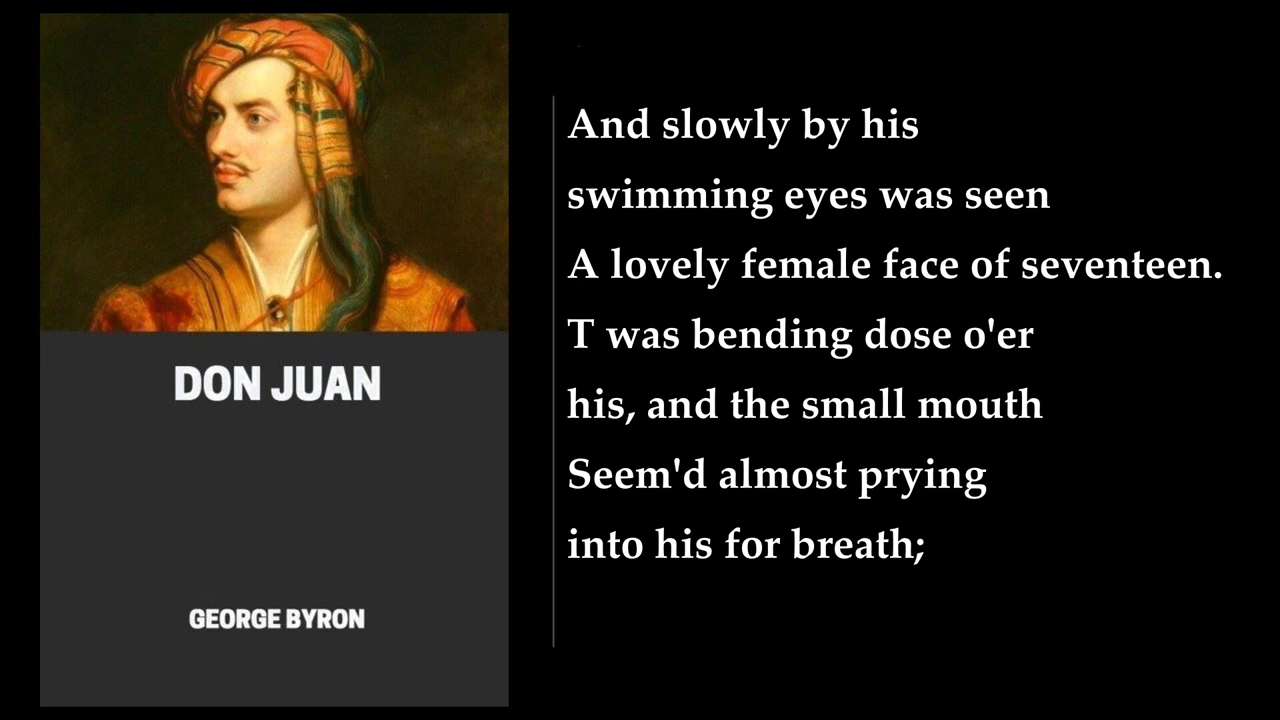 DON JUAN
GEORGE BYRON
And slowly by his
swimming eyes was seen
A lovely female face of seventeen.
T was bending dose o'er
his, and the small mouth
Seem'd almost prying
into his for breath;